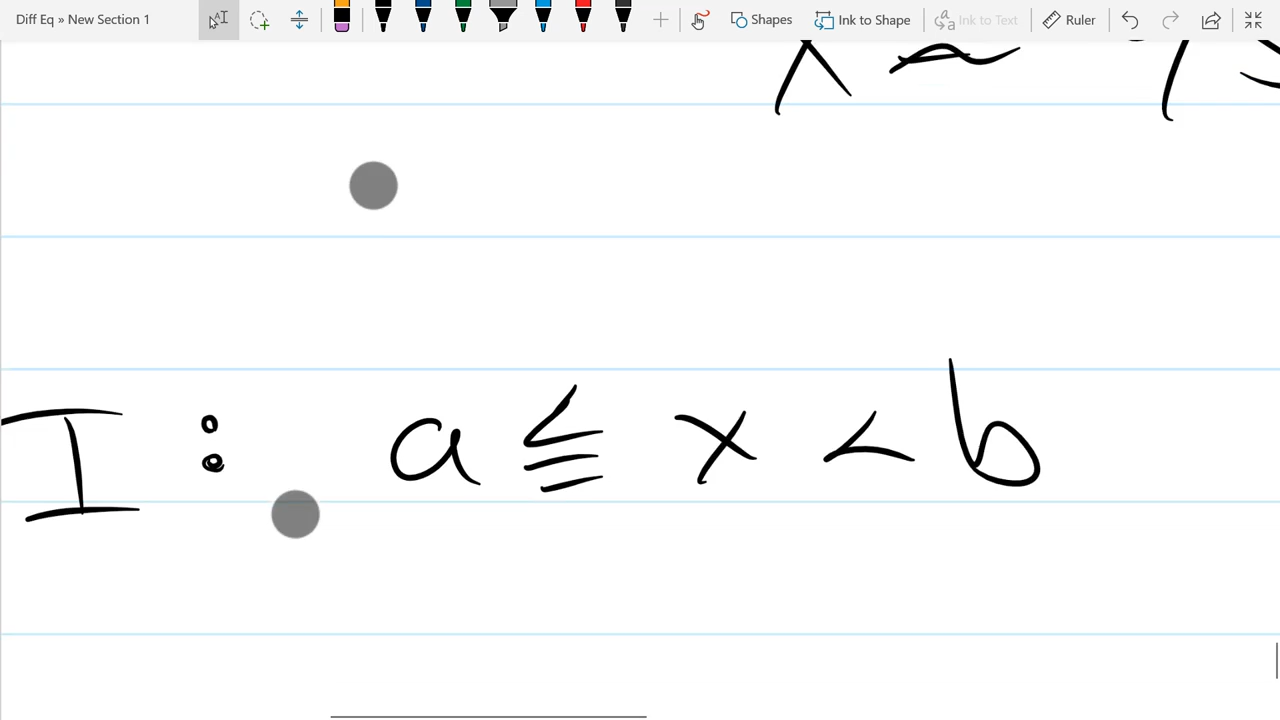 Diff Eq » New Section 1 Shapes Ink to Shape Ink to Text Ruler
I : a ≦ x < b